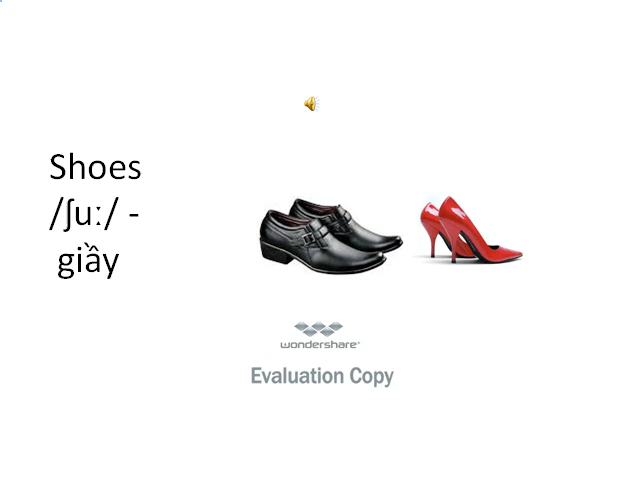 Shoes
/ʃuː/ -
giầy
wondershare
Evaluation Copy